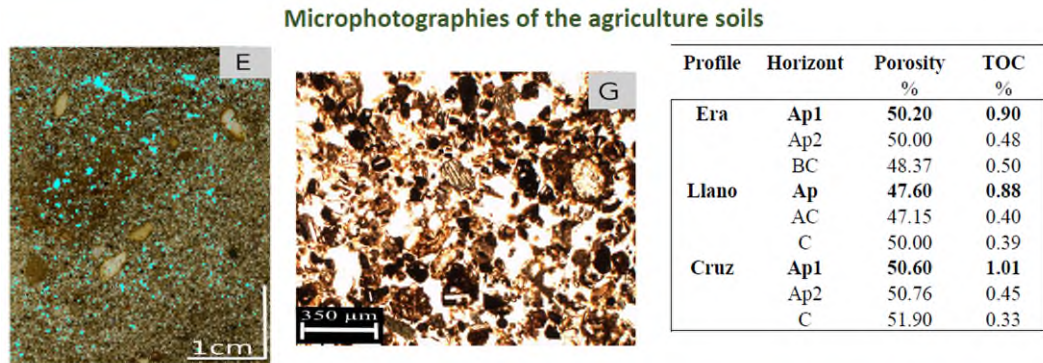 Microphotographies of the agriculture soils
E
1cm
G
350 µm
Profile Horizont Porosity TOC
% %
Era Ap1 50.20 0.90
Ap2 50.00 0.48
BC 48.37 0.50
Llano Ap 47.60 0.88
AC 47.15 0.40
C 50.00 0.39
Cruz Ap1 50.60 1.01
Ap2 50.76 0.45
C 51.90 0.33